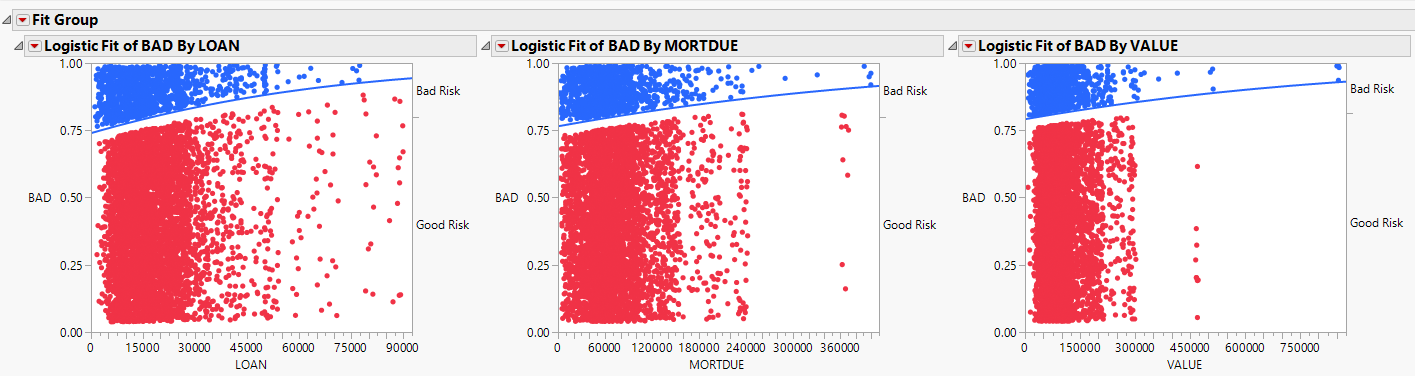 Fit Group
Logistic Fit of BAD By LOAN
1.00
0.75
BAD 0.50
0.25
0.00
Bad Risk
Good Risk
0 15000 30000 45000 60000 75000 90000
LOAN
Logistic Fit of BAD By MORTDUE
1.00
0.75
BAD 0.50
0.25
0.00
Bad Risk
Good Risk
0 60000 120000 180000 240000 300000 360000
MORTDUE
Logistic Fit of BAD By VALUE
1.00
0.75
BAD 0.50
0.25
0.00
Bad Risk
Good Risk
0 150000 300000 450000 600000 750000
VALUE